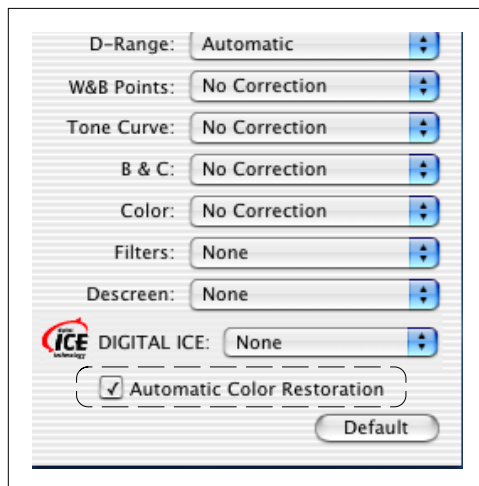 D-Range: Automatic
W&B Points: No Correction
Tone Curve: No Correction
B & C: No Correction
Color: No Correction
Filters: None
Descreen: None
ICE technology DIGITAL ICE: None
✓ Automatic Color Restoration
Default